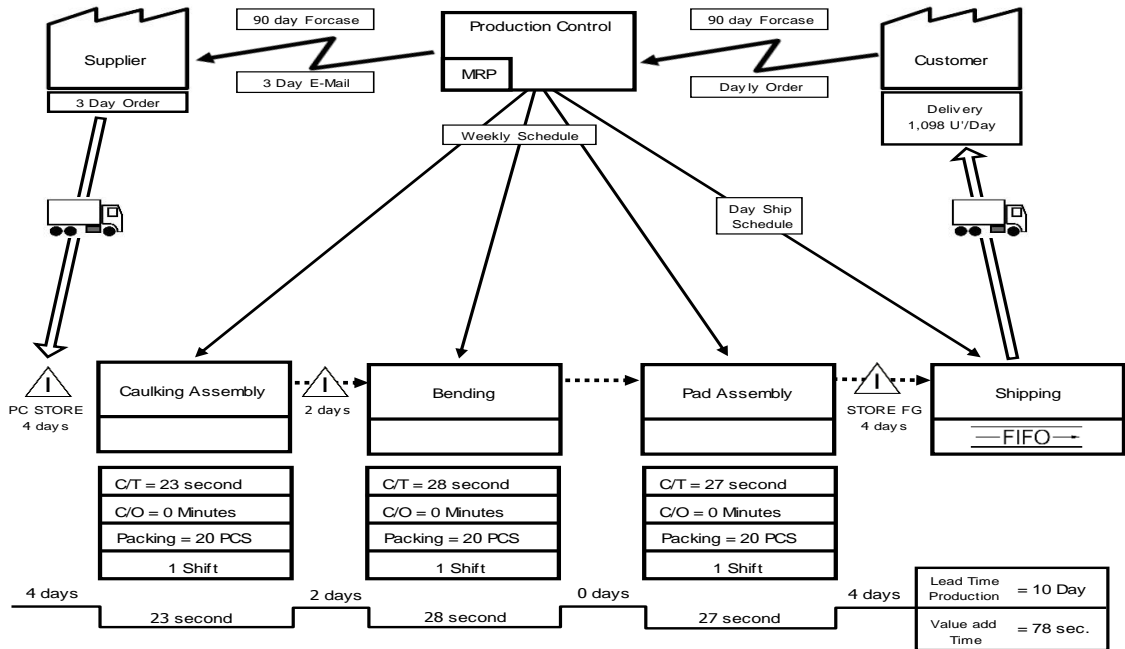 90 day Forcase
90 day Forcase
Production Control
Supplier
MRP
Customer
3 Day E-Mail
Dayly Order
3 Day Order
Delivery
1,098 U'/Day
Weekly Schedule
Day Ship
Schedule
I
PC STORE
4 days
Caulking Assembly
I
2 days
Bending
Pad Assembly
I
STORE FG
4 days
Shipping
FIFO
C/T = 23 second
C/O = 0 Minutes
Packing = 20 PCS
1 Shift
C/T = 28 second
C/O = 0 Minutes
Packing = 20 PCS
1 Shift
C/T = 27 second
C/O = 0 Minutes
Packing = 20 PCS
1 Shift
4 days
23 second
2 days
28 second
0 days
27 second
4 days
Lead Time
Production = 10 Day
Value add
Time = 78 sec.